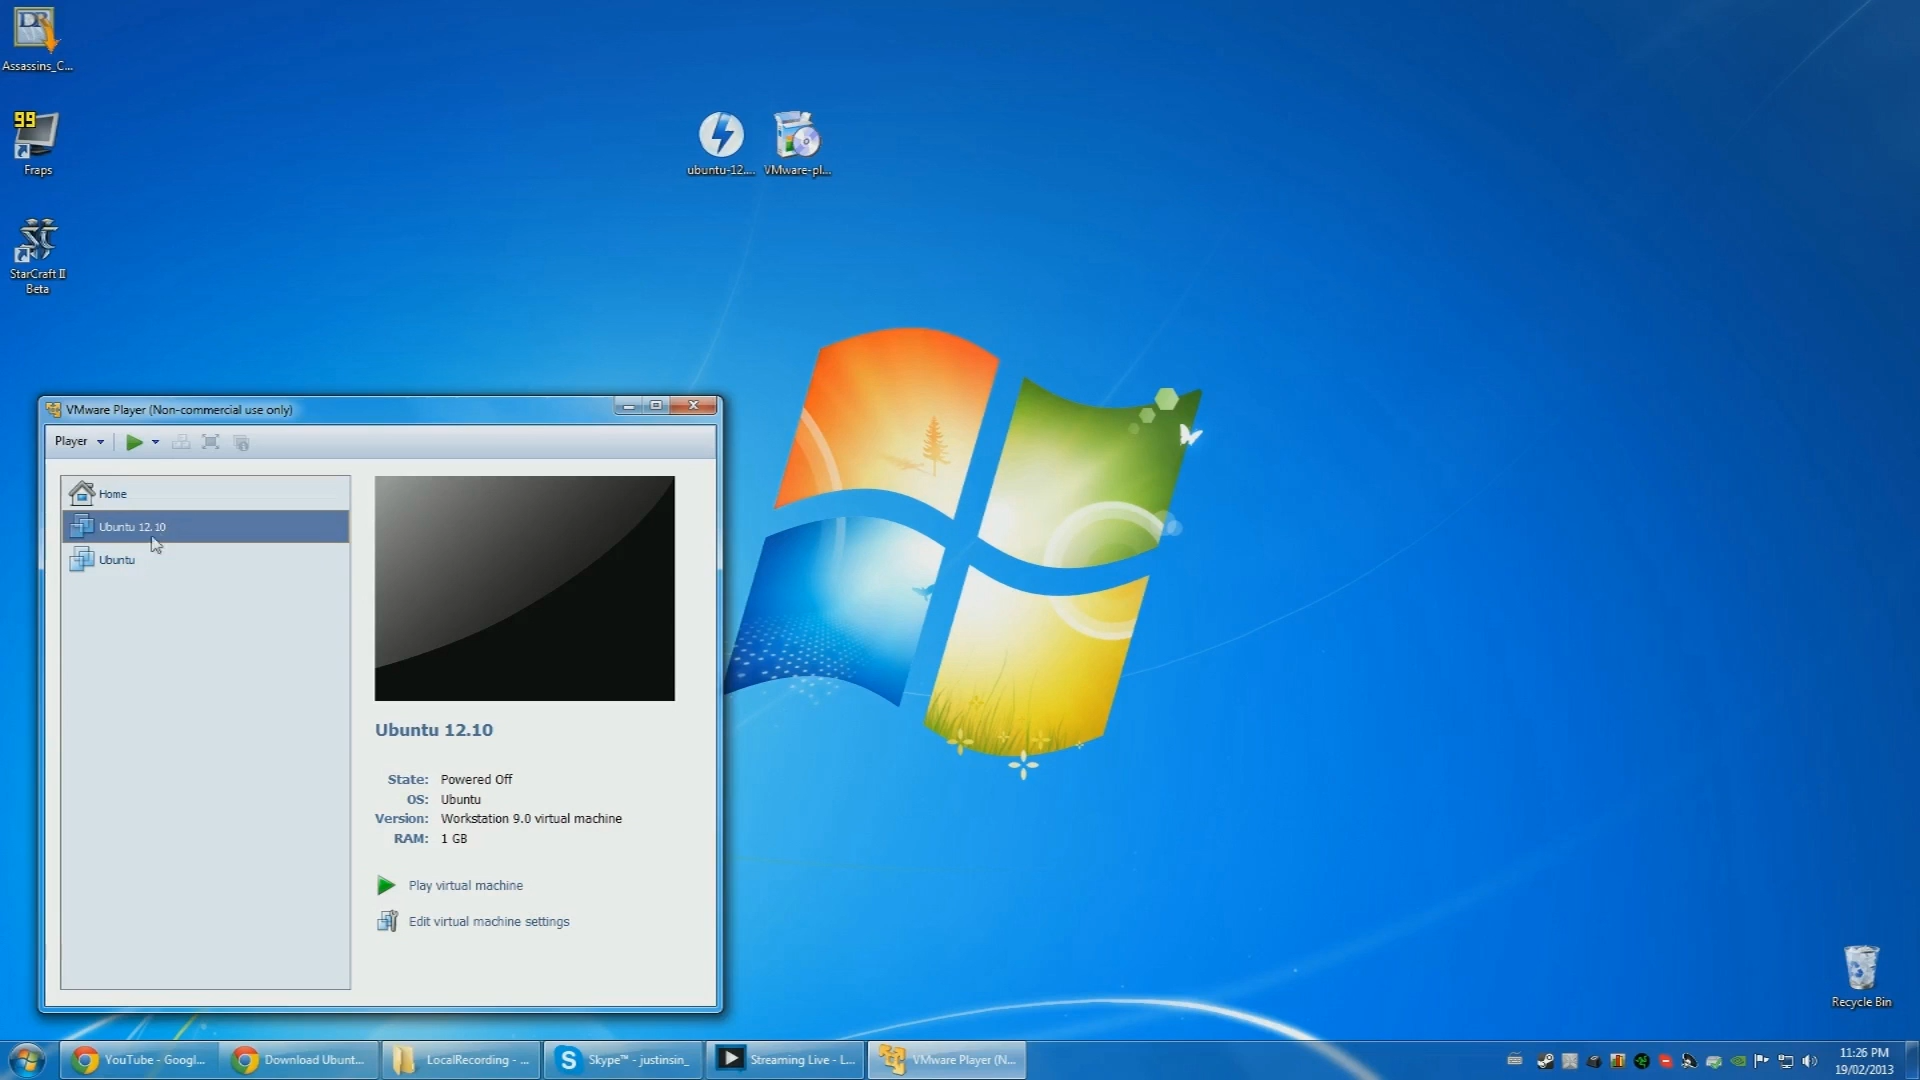 Assassins_C...
99
Fraps
StarCraft II
Beta
ubuntu-12....
VMware-pl...
VMware Player (Non-commercial use only)
Player
Home
Ubuntu 12.10
Ubuntu
Ubuntu 12.10
State: Powered Off
OS: Ubuntu
Version: Workstation 9.0 virtual machine
RAM: 1 GB
Play virtual machine
Edit virtual machine settings
Recycle Bin
YouTube - Googl...
Download Ubunt...
LocalRecording - ...
Skype™ - justinsin_
Streaming Live - L...
VMware Player (N...
11:26 PM
19/02/2013